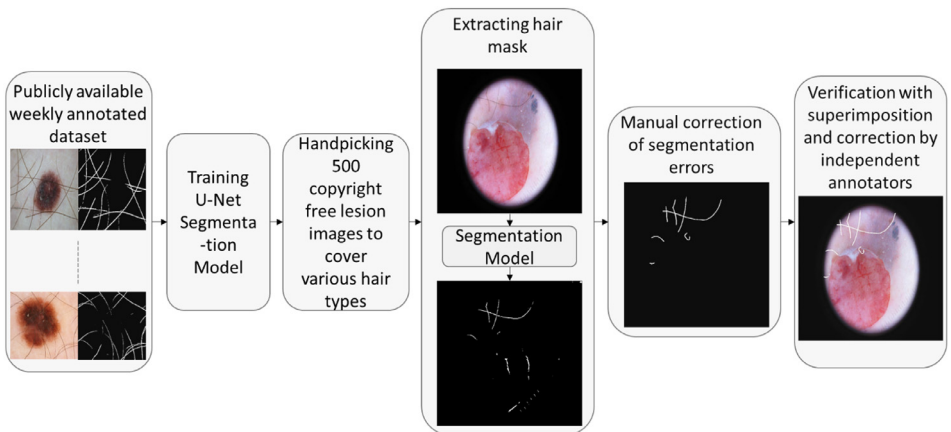 Publicly available
weekly annotated
dataset
Training
U-Net
Segmenta
-tion
Model
Handpicking
500
copyright
free lesion
images to
cover
various hair
types
Extracting hair
mask
Segmentation
Model
Manual correction
of segmentation
errors
Verification with
superimposition
and correction by
independent
annotators